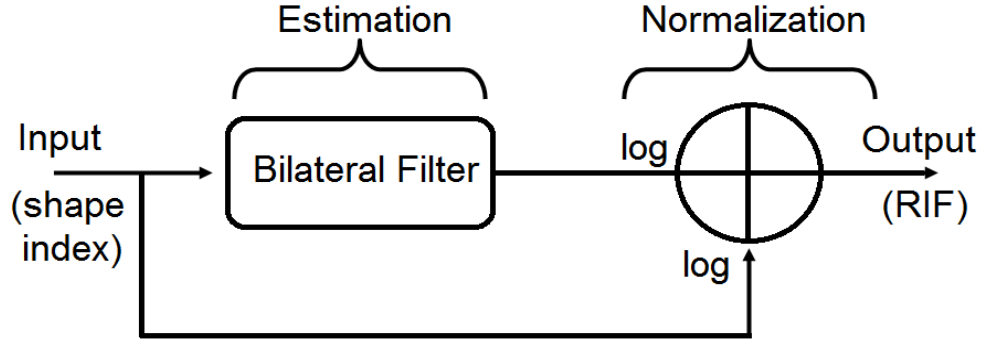 Estimation
Normalization
Input
(shape
index)
Bilateral Filter
log
log
Output
(RIF)